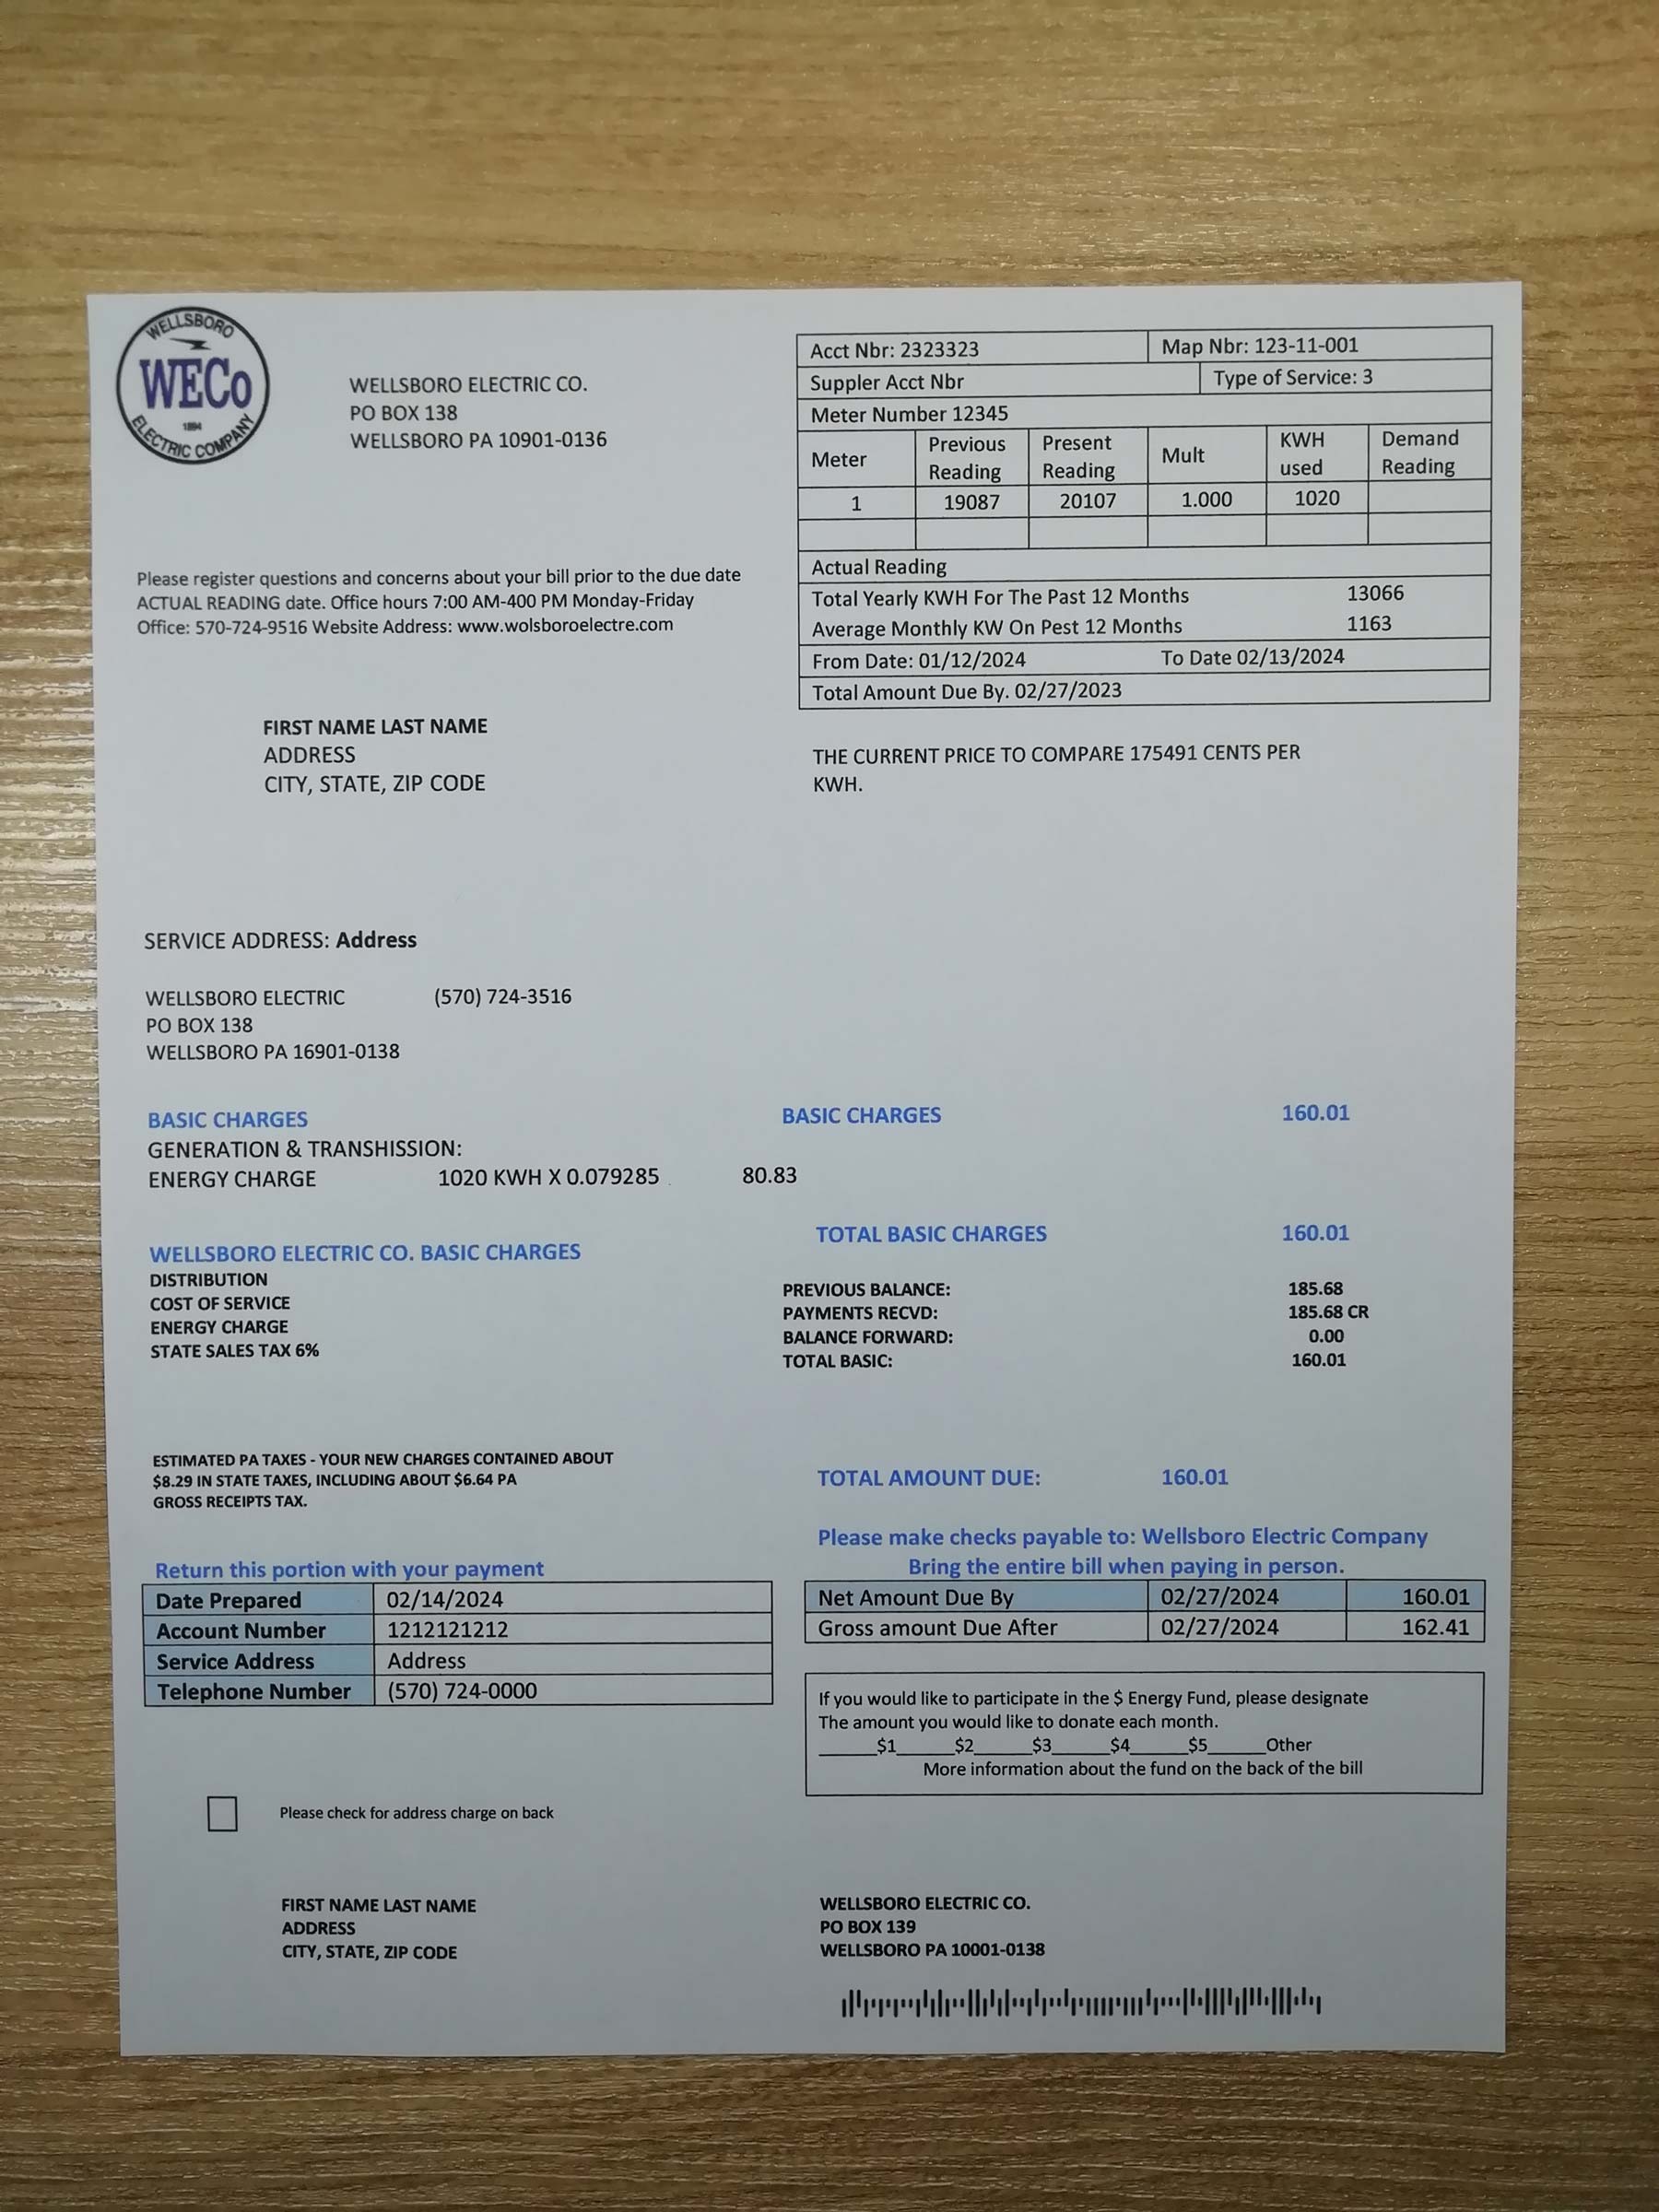 WELLSBORO
WECo
1894
ELECTRIC COMPANY
WELLSBORO ELECTRIC CO.
PO BOX 138
WELLSBORO PA 10901-0136
Acct Nbr: 2323323 Map Nbr: 123-11-001
Suppler Acct Nbr Type of Service: 3
Meter Number 12345
Meter Previous Reading Present Reading Mult KWH used Demand Reading
1 19087 20107 1.000 1020
Actual Reading
Total Yearly KWH For The Past 12 Months 13066
Average Monthly KW On Pest 12 Months 1163
From Date: 01/12/2024 To Date 02/13/2024
Total Amount Due By. 02/27/2023
Please register questions and concerns about your bill prior to the due date
ACTUAL READING date. Office hours 7:00 AM-400 PM Monday-Friday
Office: 570-724-9516 Website Address: www.wolsboroelectre.com
FIRST NAME LAST NAME
ADDRESS
CITY, STATE, ZIP CODE
THE CURRENT PRICE TO COMPARE 175491 CENTS PER
KWH.
SERVICE ADDRESS: Address
WELLSBORO ELECTRIC (570) 724-3516
PO BOX 138
WELLSBORO PA 16901-0138
BASIC CHARGES
GENERATION & TRANSHISSION:
ENERGY CHARGE 1020 KWH X 0.079285 80.83
BASIC CHARGES 160.01
TOTAL BASIC CHARGES 160.01
WELLSBORO ELECTRIC CO. BASIC CHARGES
DISTRIBUTION
COST OF SERVICE
ENERGY CHARGE
STATE SALES TAX 6%
PREVIOUS BALANCE: 185.68
PAYMENTS RECVD: 185.68 CR
BALANCE FORWARD: 0.00
TOTAL BASIC: 160.01
ESTIMATED PA TAXES - YOUR NEW CHARGES CONTAINED ABOUT
$8.29 IN STATE TAXES, INCLUDING ABOUT $6.64 PA
GROSS RECEIPTS TAX.
TOTAL AMOUNT DUE: 160.01
Please make checks payable to: Wellsboro Electric Company
Bring the entire bill when paying in person.
Return this portion with your payment
Date Prepared 02/14/2024
Account Number 1212121212
Service Address Address
Telephone Number (570) 724-0000
Net Amount Due By 02/27/2024 160.01
Gross amount Due After 02/27/2024 162.41
If you would like to participate in the $ Energy Fund, please designate
The amount you would like to donate each month.
_____$1_____$2_____$3_____$4_____$5_____Other
More information about the fund on the back of the bill
Please check for address charge on back
FIRST NAME LAST NAME
ADDRESS
CITY, STATE, ZIP CODE
WELLSBORO ELECTRIC CO.
PO BOX 139
WELLSBORO PA 10001-0138